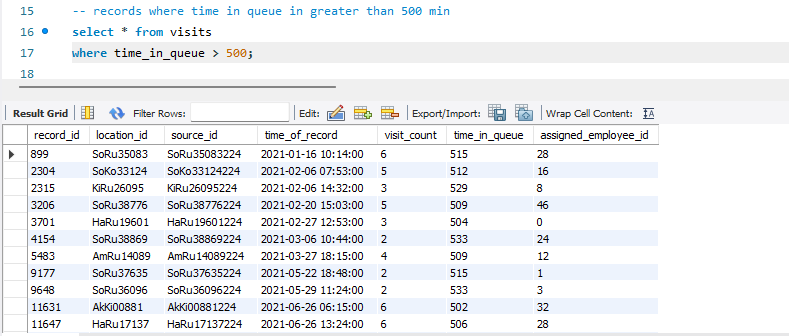 15 -- records where time in queue in greater than 500 min
16 select * from visits
17 where time_in_queue > 500;
18
Result Grid Filter Rows: Edit: Export/Import: Wrap Cell Content: IA
record_id location_id source_id time_of_record visit_count time_in_queue assigned_employee_id
899 SoRu35083 SoRu35083224 2021-01-16 10:14:00 6 515 28
2304 SoKo33124 SoKo33124224 2021-02-06 07:53:00 5 512 16
2315 KiRu26095 KiRu26095224 2021-02-06 14:32:00 3 529 8
3206 SoRu38776 SoRu38776224 2021-02-20 15:03:00 5 509 46
3701 HaRu19601 HaRu19601224 2021-02-27 12:53:00 3 504 0
4154 SoRu38869 SoRu38869224 2021-03-06 10:44:00 2 533 24
5483 AmRu14089 AmRu14089224 2021-03-27 18:15:00 4 509 12
9177 SoRu37635 SoRu37635224 2021-05-22 18:48:00 2 515 1
9648 SoRu36096 SoRu36096224 2021-05-29 11:24:00 2 533 3
11631 AkKi00881 AkKi00881224 2021-06-26 06:15:00 6 502 32
11647 HaRu17137 HaRu17137224 2021-06-26 13:24:00 6 506 28